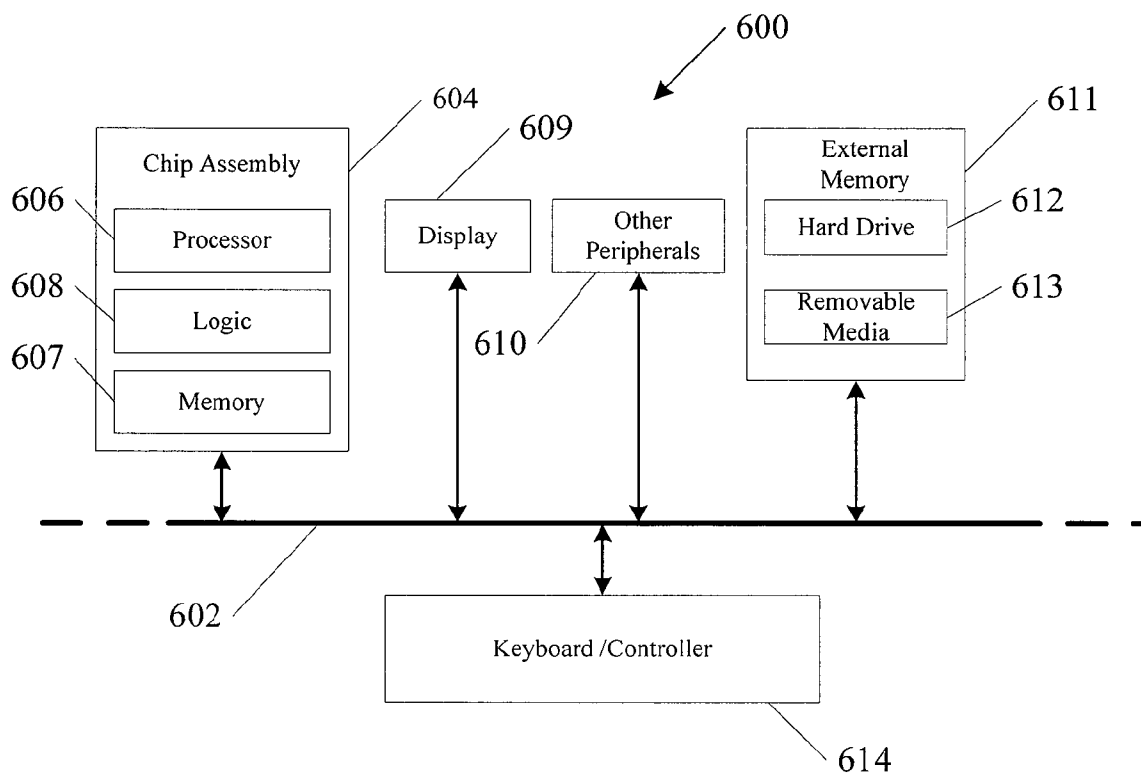 600
604
609
611
Chip Assembly
External
Memory
606
Processor
Display
Other
Peripherals
Hard Drive
612
608
Logic
610
Removable
Media
613
607
Memory
602
Keyboard /Controller
614